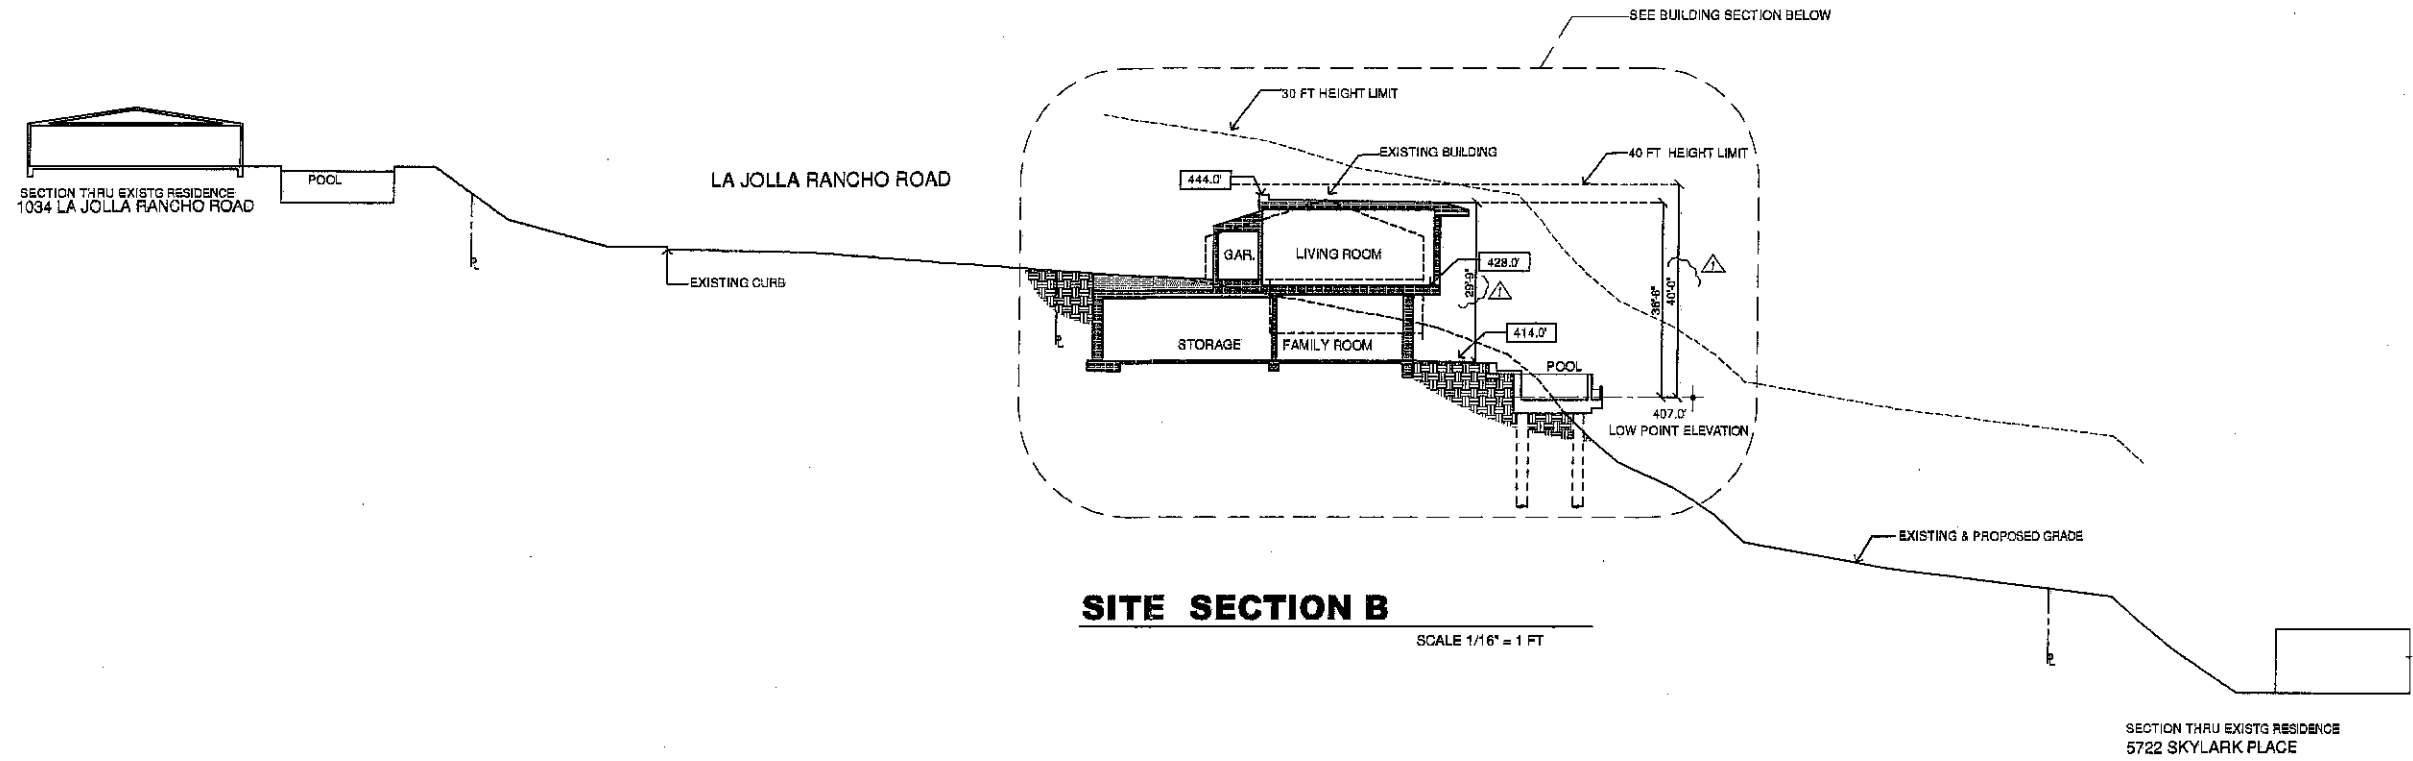 SEE BUILDING SECTION BELOW
30 FT HEIGHT LIMIT
EXISTING BUILDING
40 FT HEIGHT LIMIT
LA JOLLA RANCHO ROAD
444.0'
POOL
SECTION THRU EXISTG RESIDENCE
1034 LA JOLLA RANCHO ROAD
GAR.
LIVING ROOM
428.0'
EXISTING CURB
29'-9"
1
40'-0"
1
414.0'
STORAGE
FAMILY ROOM
POOL
407.0'
LOW POINT ELEVATION
EXISTING & PROPOSED GRADE
SITE SECTION B
SCALE 1/16" = 1 FT
SECTION THRU EXISTG RESIDENCE
5722 SKYLARK PLACE